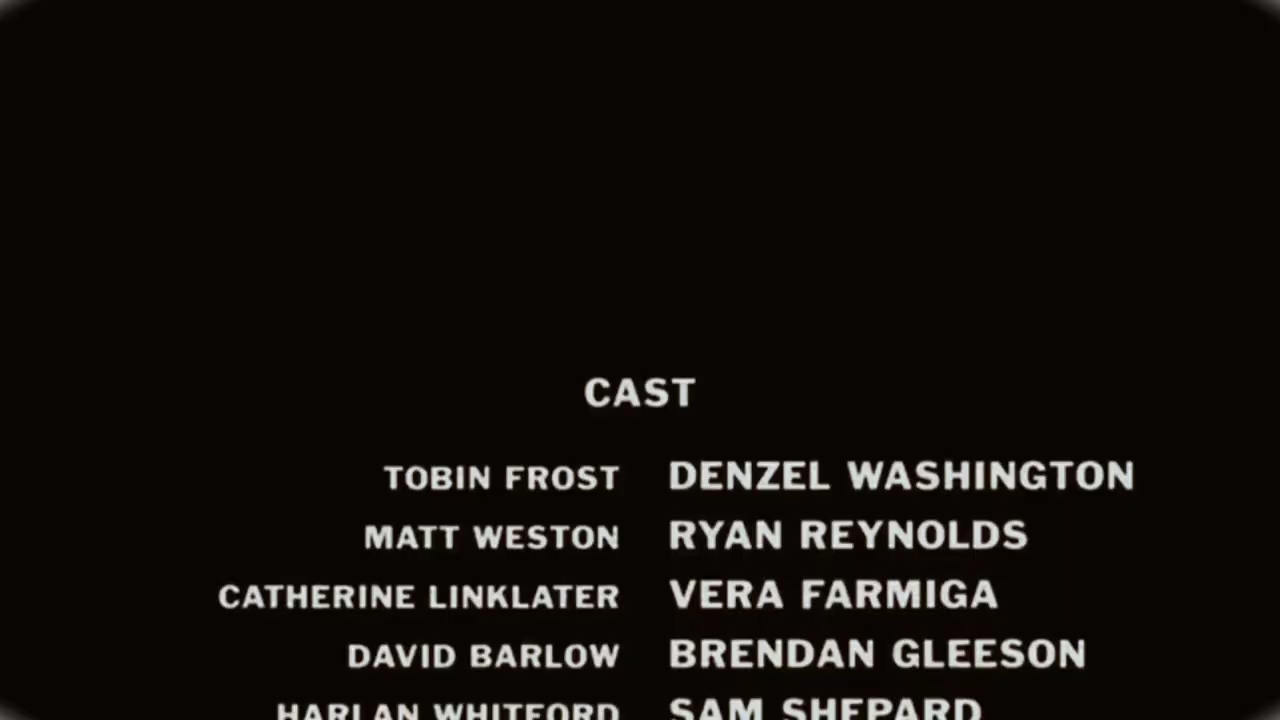 CAST
TOBIN FROST DENZEL WASHINGTON
MATT WESTON RYAN REYNOLDS
CATHERINE LINKLATER VERA FARMIGA
DAVID BARLOW BRENDAN GLEESON
HARLAN WHITFORD SAM SHEPARD